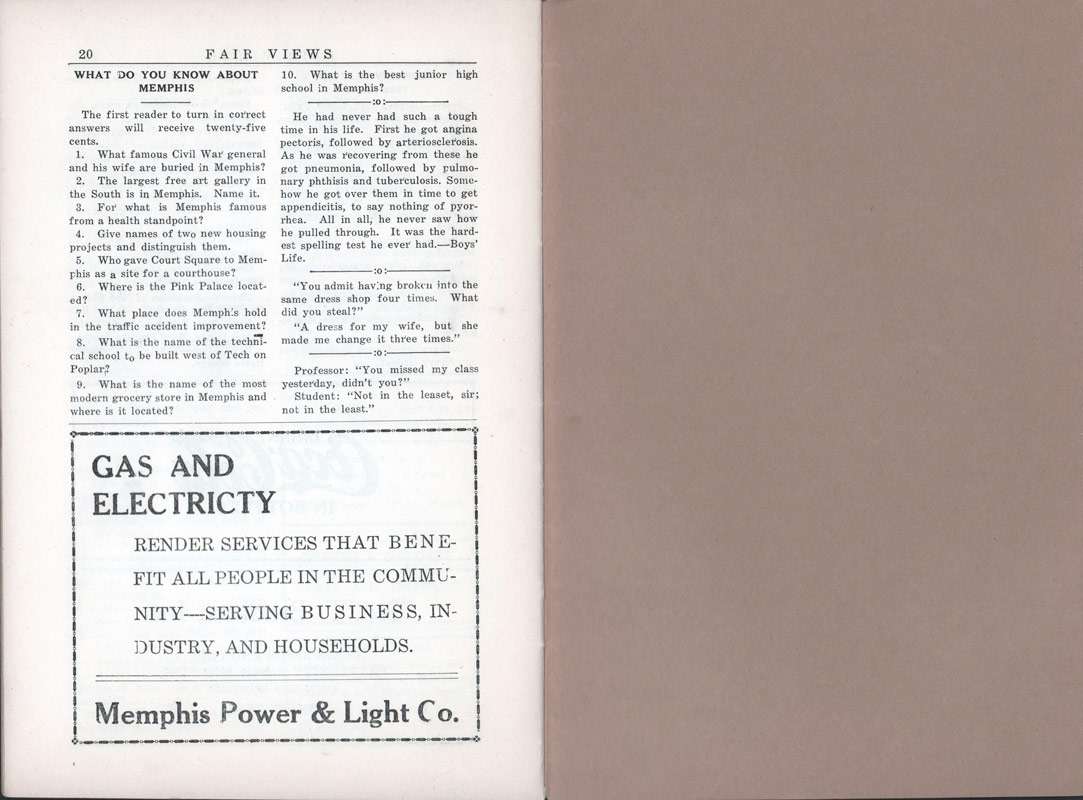 20 FAIR VIEWS
WHAT DO YOU KNOW ABOUT
MEMPHIS
The first reader to turn in correct
answers will receive twenty-five
cents.
1. What famous Civil War general
and his wife are buried in Memphis?
2. The largest free art gallery in
the South is in Memphis. Name it.
3. For what is Memphis famous
from a health standpoint?
4. Give names of two new housing
projects and distinguish them.
5. Who gave Court Square to Mem-
phis as a site for a courthouse?
6. Where is the Pink Palace locat-
ed?
7. What place does Memphis hold
in the traffic accident improvement?
8. What is the name of the techni-
cal school to be built west of Tech on
Poplar?
9. What is the name of the most
modern grocery store in Memphis and
where is it located?
10. What is the best junior high
school in Memphis?
:o:
He had never had such a tough
time in his life. First he got angina
pectoris, followed by arteriosclerosis.
As he was recovering from these he
got pneumonia, followed by pulmo-
nary phthisis and tuberculosis. Some-
how he got over them in time to get
appendicitis, to say nothing of pyor-
rhea. All in all, he never saw how
he pulled through. It was the hard-
est spelling test he ever had.—Boys'
Life.
:o:
"You admit having broken into the
same dress shop four times. What
did you steal?"
"A dress for my wife, but she
made me change it three times."
:o:
Professor: "You missed my class
yesterday, didn't you?"
Student: "Not in the leaset, sir;
not in the least."
GAS AND
ELECTRICTY
RENDER SERVICES THAT BENE-
FIT ALL PEOPLE IN THE COMMU-
NITY—SERVING BUSINESS, IN-
DUSTRY, AND HOUSEHOLDS.
Memphis Power & Light Co.